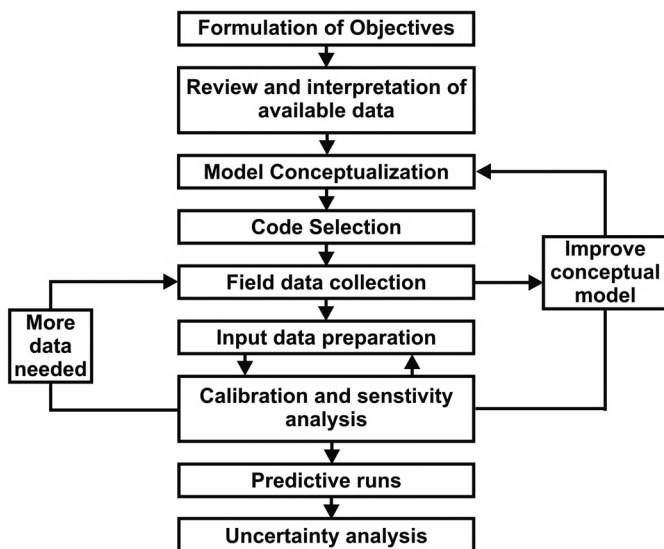 Formulation of Objectives
Review and interpretation of
available data
Model Conceptualization
Code Selection
Improve
conceptual
model
Field data collection
More
data
needed
Input data preparation
Calibration and senstivity
analysis
Predictive runs
Uncertainty analysis